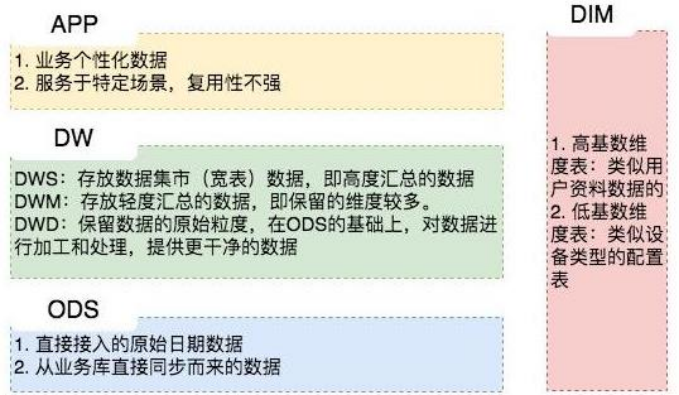 APP
1. 业务个性化数据
2. 服务于特定场景，复用性不强
DW
DWS：存放数据集市（宽表）数据，即高度汇总的数据
DWM：存放轻度汇总的数据，即保留的维度较多。
DWD：保留数据的原始粒度，在ODS的基础上，对数据进
行加工和处理，提供更干净的数据
ODS
1. 直接接入的原始日期数据
2. 从业务库直接同步而来的数据
DIM
1. 高基数维
度表：类似用
户资料数据的
2. 低基数维
度表：类似设
备类型的配置
表